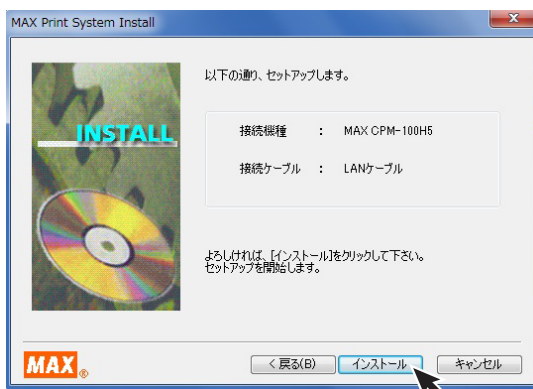 MAX Print System Install
以下の通り、セットアップします。
INSTALL
接続機種 : MAX CPM-100H5
接続ケーブル : LANケーブル
よろしければ、[インストール]をクリックして下さい。
セットアップを開始します。
MAX®
< 戻る(B) インストール キャンセル